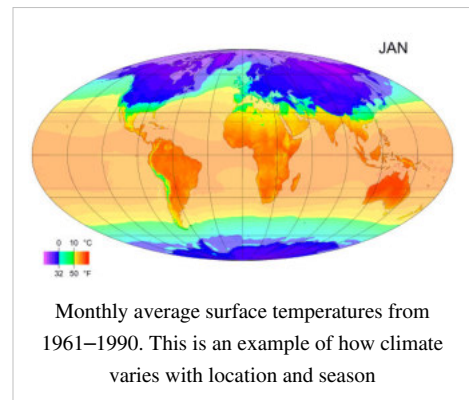 JAN
0 10 °C
32 50 °F
Monthly average surface temperatures from
1961–1990. This is an example of how climate
varies with location and season